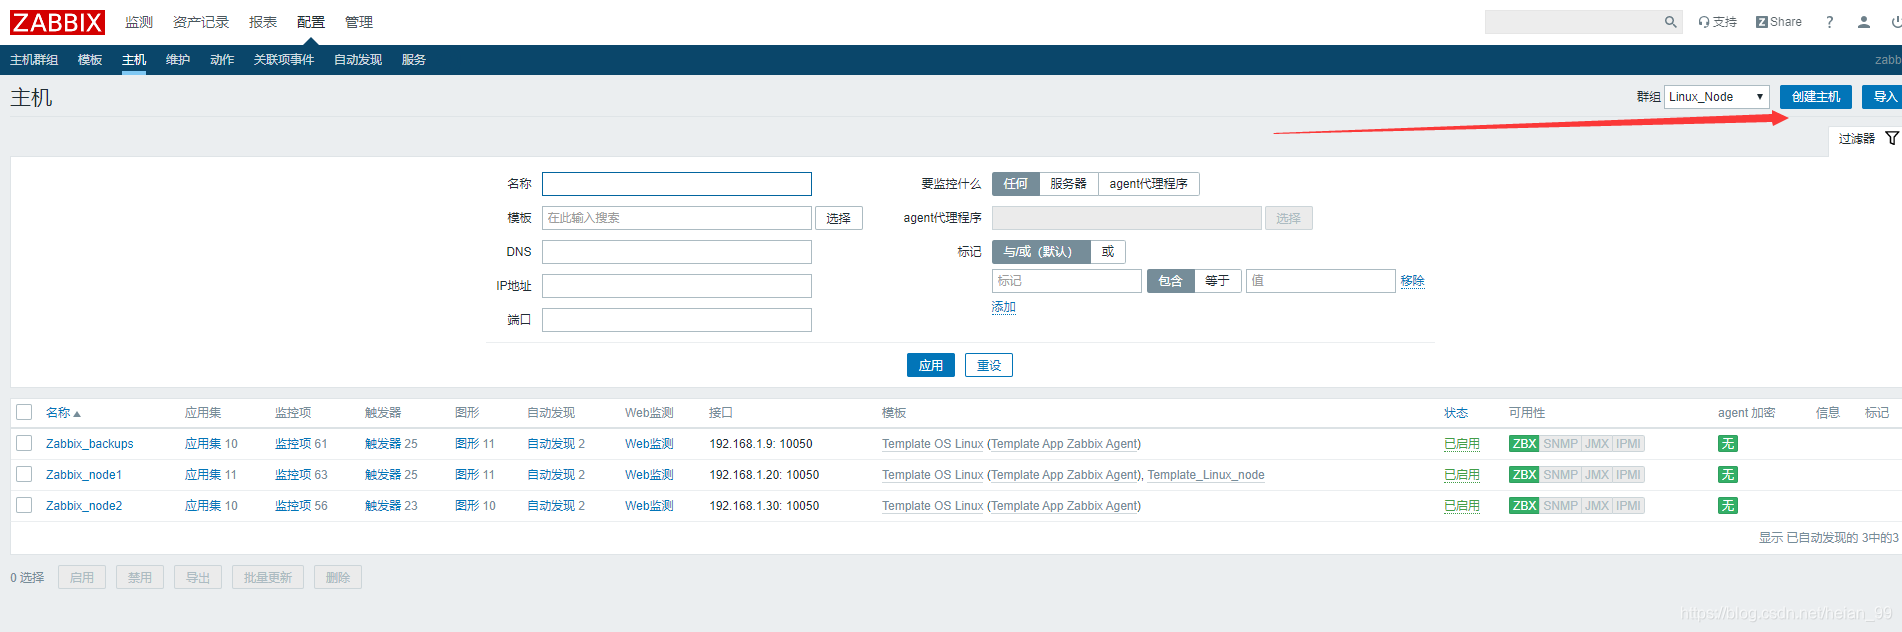 ZABBIX 监测 资产记录 报表 配置 管理 支持 Z Share ?
主机群组 模板 主机 维护 动作 关联项事件 自动发现 服务 zabb
主机 群组 Linux_Node 创建主机 导入
过滤器
名称 要监控什么 任何 服务器 agent代理程序
模板 在此输入搜索 选择 agent代理程序 选择
DNS 标记 与/或（默认） 或
IP地址 标记 包含 等于 值 移除
添加
端口
应用 重设
名称 应用集 监控项 触发器 图形 自动发现 Web监测 接口 模板 状态 可用性 agent 加密 信息 标记
Zabbix_backups 应用集 10 监控项 61 触发器 25 图形 11 自动发现 2 Web监测 192.168.1.9: 10050 Template OS Linux (Template App Zabbix Agent) 已启用 ZBX SNMP JMX IPMI 无
Zabbix_node1 应用集 11 监控项 63 触发器 25 图形 11 自动发现 2 Web监测 192.168.1.20: 10050 Template OS Linux (Template App Zabbix Agent), Template_Linux_node 已启用 ZBX SNMP JMX IPMI 无
Zabbix_node2 应用集 10 监控项 56 触发器 23 图形 10 自动发现 2 Web监测 192.168.1.30: 10050 Template OS Linux (Template App Zabbix Agent) 已启用 ZBX SNMP JMX IPMI 无
显示 已自动发现的 3中的3
0 选择 启用 禁用 导出 批量更新 删除
https://blog.csdn.net/heian_99